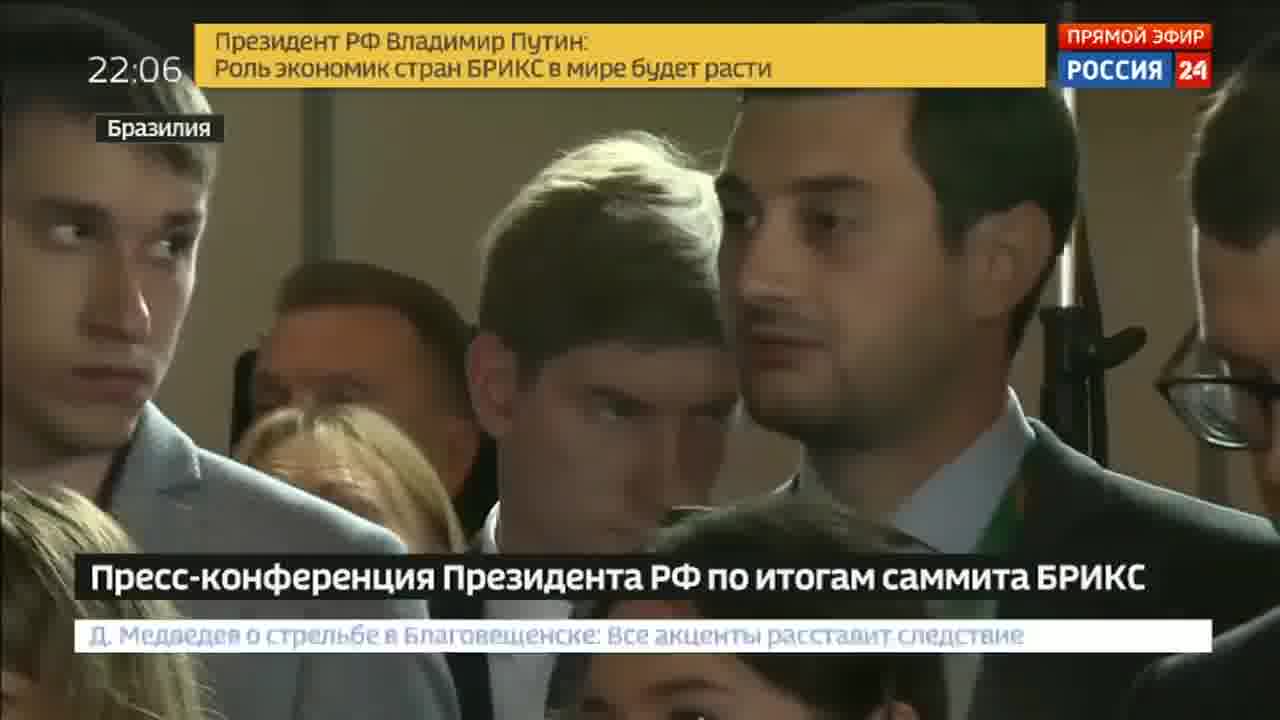 Президент РФ Владимир Путин:
Роль экономик стран БРИКС в мире будет расти
ПРЯМОЙ ЭФИР
РОССИЯ 24
22:06
Бразилия
Пресс-конференция Президента РФ по итогам саммита БРИКС
Д. Медведев о стрельбе в Благовещенске: Все акценты расставит следствие